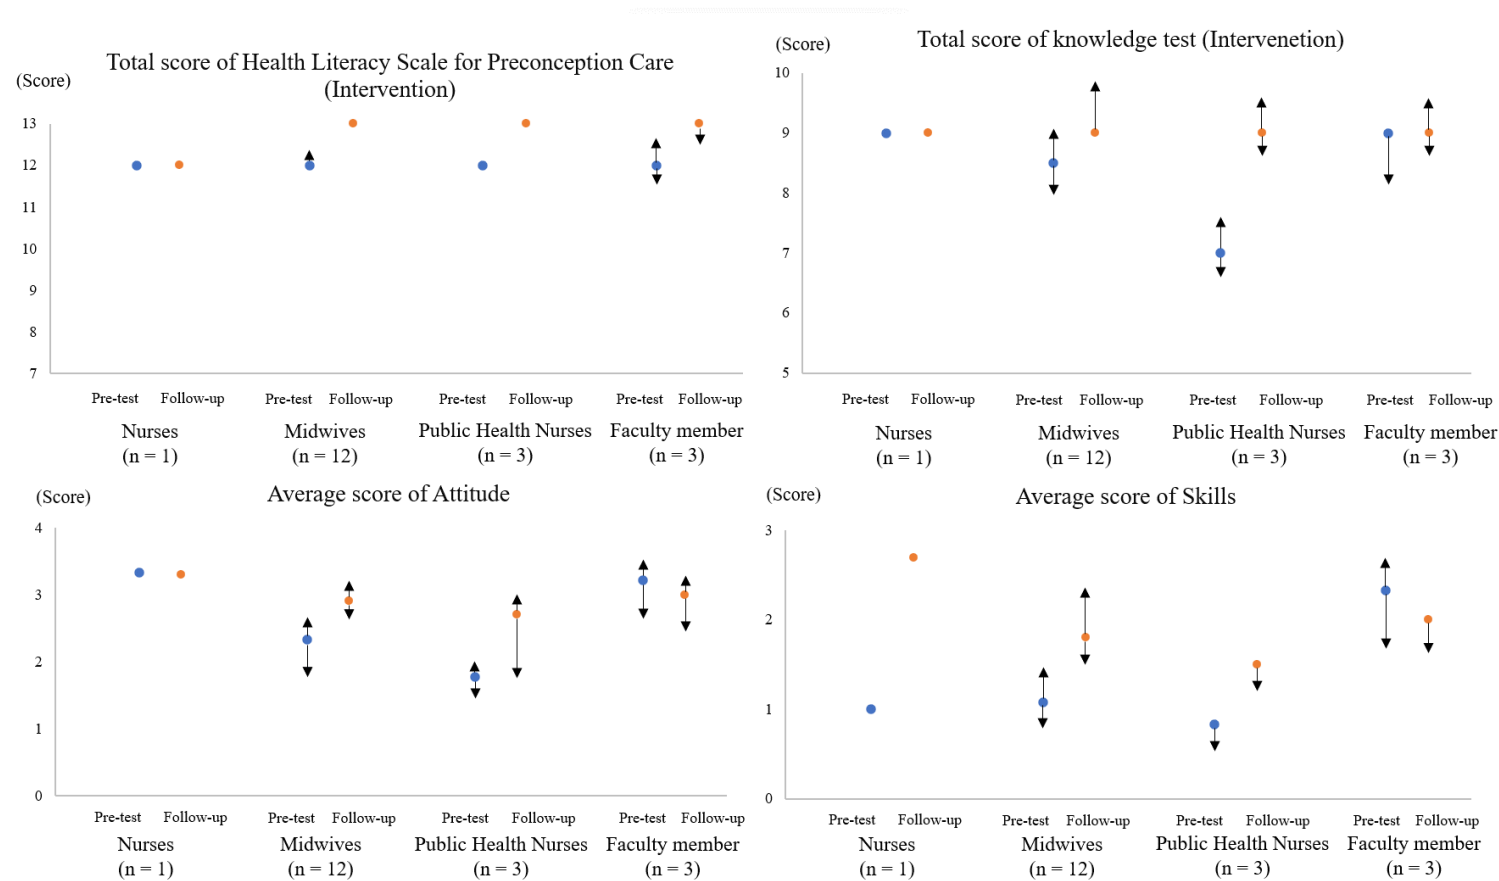 Total score of Health Literacy Scale for Preconception Care
(Intervention)
(Score)
13
12
11
10
9
8
7
Pre-test Follow-up Pre-test Follow-up Pre-test Follow-up Pre-test Follow-up
Nurses Midwives Public Health Nurses Faculty member
(n = 1) (n = 12) (n = 3) (n = 3)
Total score of knowledge test (Intervenetion)
(Score)
10
9
8
7
6
5
Pre-test Follow-up Pre-test Follow-up Pre-test Follow-up Pre-test Follow-up
Nurses Midwives Public Health Nurses Faculty member
(n = 1) (n = 12) (n = 3) (n = 3)
Average score of Attitude
(Score)
4
3
2
1
0
Pre-test Follow-up Pre-test Follow-up Pre-test Follow-up Pre-test Follow-up
Nurses Midwives Public Health Nurses Faculty member
(n = 1) (n = 12) (n = 3) (n = 3)
Average score of Skills
(Score)
3
2
1
0
Pre-test Follow-up Pre-test Follow-up Pre-test Follow-up Pre-test Follow-up
Nurses Midwives Public Health Nurses Faculty member
(n = 1) (n = 12) (n = 3) (n = 3)